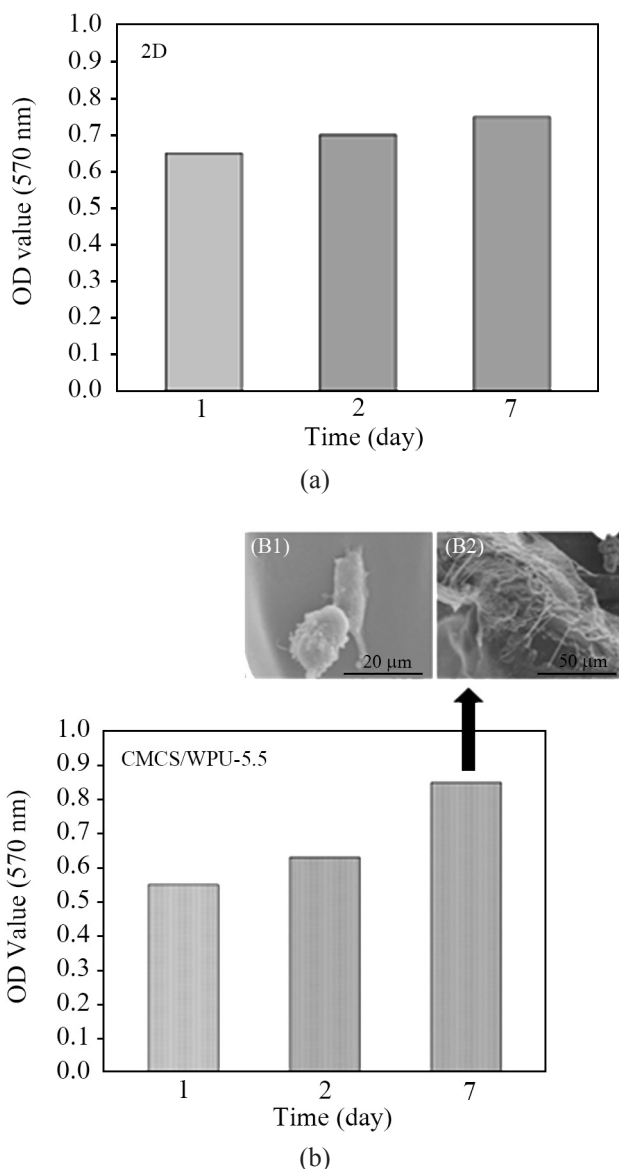 1.0
0.9
0.8
0.7
0.6
0.5
0.4
0.3
0.2
0.1
0.0
OD value (570 nm)
2D
1 2 7
Time (day)
(a)
(B1) (B2)
20 μm 50 μm
1.0
0.9
0.8
0.7
0.6
0.5
0.4
0.3
0.2
0.1
0.0
OD Value (570 nm)
CMCS/WPU-5.5
1 2 7
Time (day)
(b)